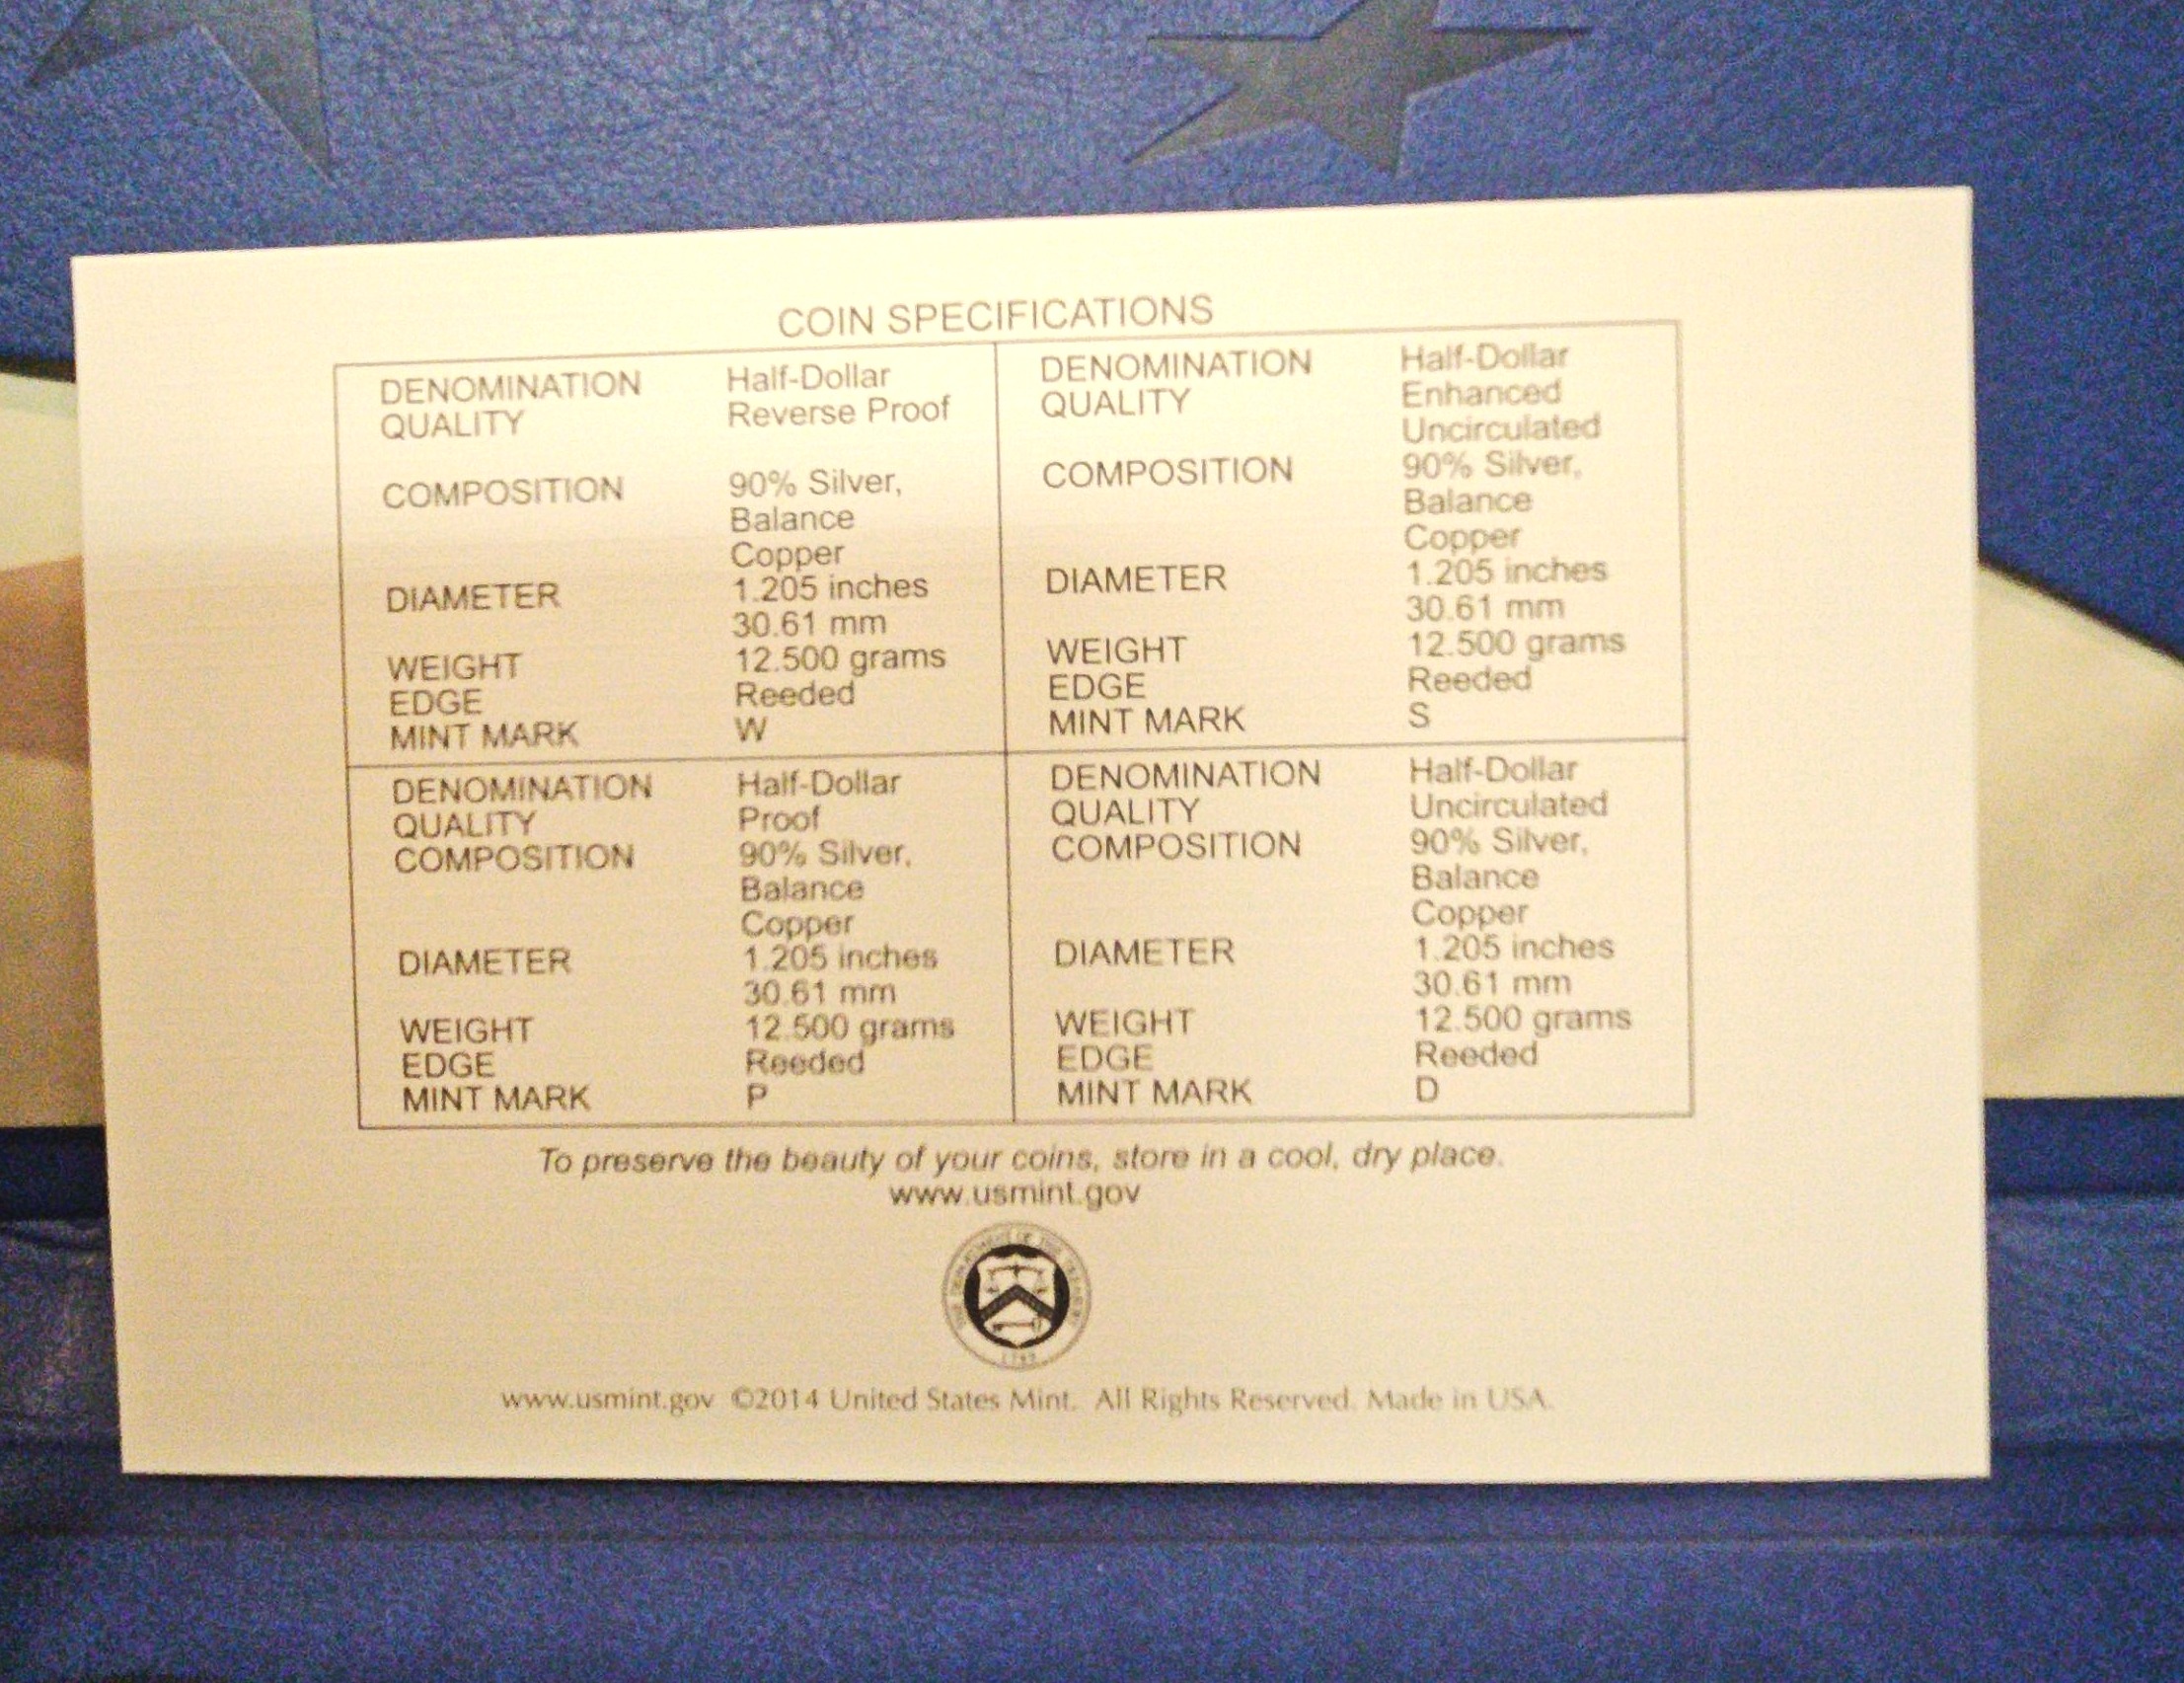 COIN SPECIFICATIONS
DENOMINATION Half-Dollar
QUALITY Reverse Proof
COMPOSITION 90% Silver,
Balance
Copper
DIAMETER 1.205 inches
30.61 mm
WEIGHT 12.500 grams
EDGE Reeded
MINT MARK W
DENOMINATION Half-Dollar
QUALITY Enhanced
Uncirculated
COMPOSITION 90% Silver,
Balance
Copper
DIAMETER 1.205 inches
30.61 mm
WEIGHT 12.500 grams
EDGE Reeded
MINT MARK S
DENOMINATION Half-Dollar
QUALITY Proof
COMPOSITION 90% Silver,
Balance
Copper
DIAMETER 1.205 inches
30.61 mm
WEIGHT 12.500 grams
EDGE Reeded
MINT MARK P
DENOMINATION Half-Dollar
QUALITY Uncirculated
COMPOSITION 90% Silver,
Balance
Copper
DIAMETER 1.205 inches
30.61 mm
WEIGHT 12.500 grams
EDGE Reeded
MINT MARK D
To preserve the beauty of your coins, store in a cool, dry place.
www.usmint.gov
www.usmint.gov ©2014 United States Mint. All Rights Reserved. Made in USA.